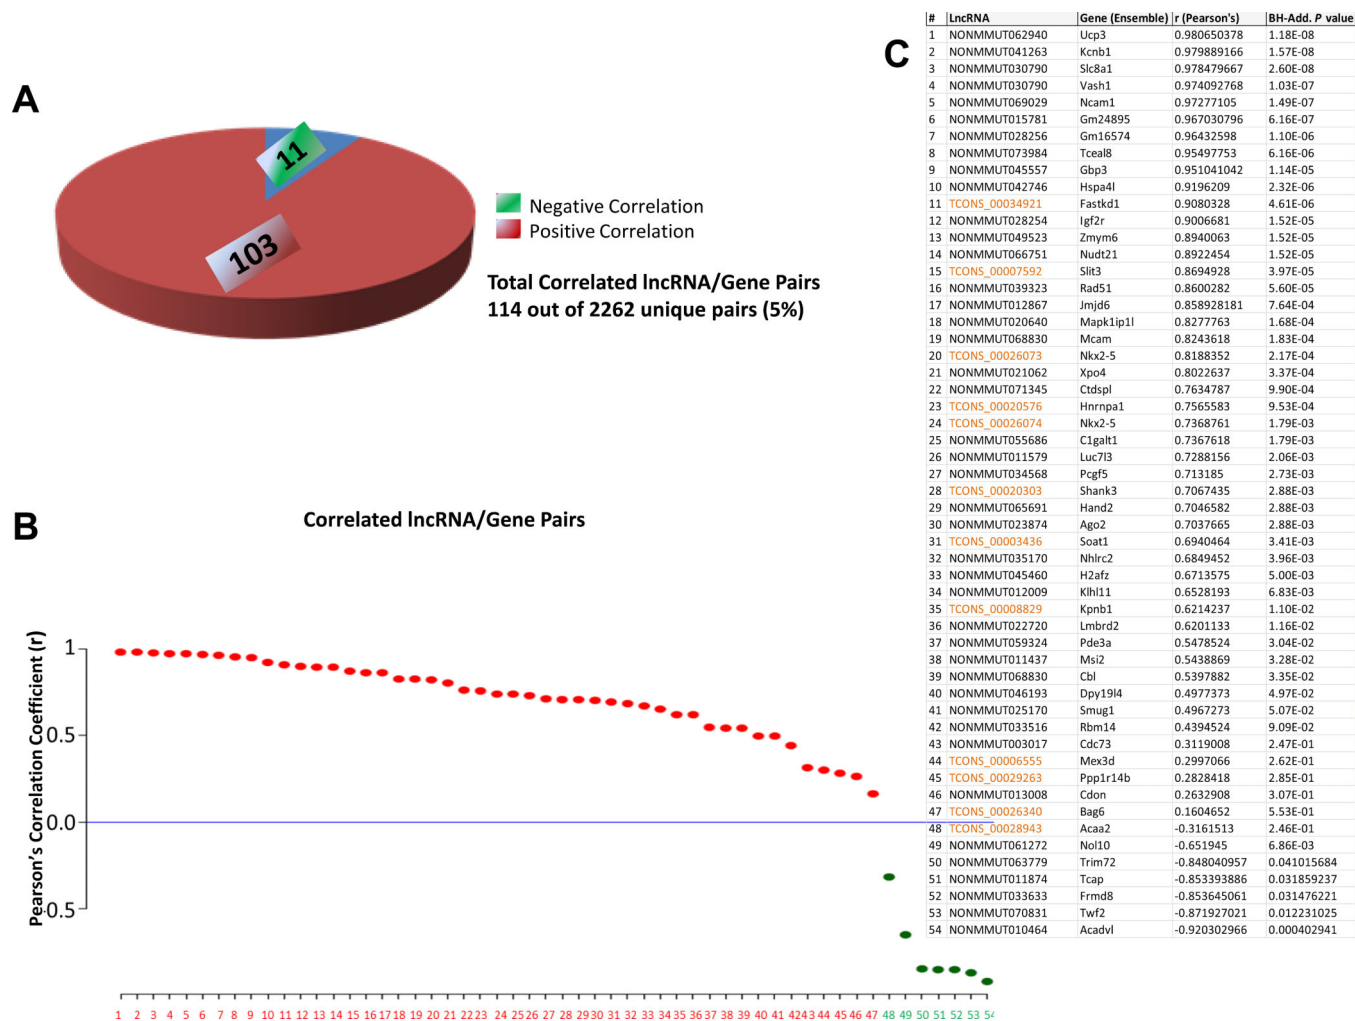 A
11
103
Negative Correlation
Positive Correlation
Total Correlated lncRNA/Gene Pairs
114 out of 2262 unique pairs (5%)
B
Correlated lncRNA/Gene Pairs
Pearson's Correlation Coefficient (r)
1
0.5
0.0
-0.5
1 2 3 4 5 6 7 8 9 10 11 12 13 14 15 16 17 18 19 20 21 22 23 24 25 26 27 28 29 30 31 32 33 34 35 36 37 38 39 40 41 42 43 44 45 46 47 48 49 50 51 52 53 54
C
# LncRNA Gene (Ensemble) r (Pearson's) BH-Add. P value
1 NONMMUT062940 Ucp3 0.980650378 1.18E-08
2 NONMMUT041263 Kcnb1 0.979889166 1.57E-08
3 NONMMUT030790 Slc8a1 0.978479667 2.60E-08
4 NONMMUT030790 Vash1 0.974092768 1.03E-07
5 NONMMUT069029 Ncam1 0.97277105 1.49E-07
6 NONMMUT015781 Gm24895 0.967030796 6.16E-07
7 NONMMUT028256 Gm16574 0.96432598 1.10E-06
8 NONMMUT073984 Tceal8 0.95497753 6.16E-06
9 NONMMUT045557 Gbp3 0.951041042 1.14E-05
10 NONMMUT042746 Hspa4l 0.9196209 2.32E-06
11 TCONS_00034921 Fastkd1 0.9080328 4.61E-06
12 NONMMUT028254 Igf2r 0.9006681 1.52E-05
13 NONMMUT049523 Zmym6 0.8940063 1.52E-05
14 NONMMUT066751 Nudt21 0.8922454 1.52E-05
15 TCONS_00007592 Slit3 0.8694928 3.97E-05
16 NONMMUT039323 Rad51 0.8600282 5.60E-05
17 NONMMUT012867 Jmjd6 0.858928181 7.64E-04
18 NONMMUT020640 Mapk1ip1l 0.8277763 1.68E-04
19 NONMMUT068830 Mcam 0.8243618 1.83E-04
20 TCONS_00026073 Nkx2-5 0.8188352 2.17E-04
21 NONMMUT021062 Xpo4 0.8022637 3.37E-04
22 NONMMUT071345 Ctdspl 0.7634787 9.90E-04
23 TCONS_00020576 Hnrnpa1 0.7565583 9.53E-04
24 TCONS_00026074 Nkx2-5 0.7368761 1.79E-03
25 NONMMUT055686 C1galt1 0.7367618 1.79E-03
26 NONMMUT011579 Luc7l3 0.7288156 2.06E-03
27 NONMMUT034568 Pcgf5 0.713185 2.73E-03
28 TCONS_00020303 Shank3 0.7067435 2.88E-03
29 NONMMUT065691 Hand2 0.7046582 2.88E-03
30 NONMMUT023874 Ago2 0.7037665 2.88E-03
31 TCONS_00003436 Soat1 0.6940464 3.41E-03
32 NONMMUT035170 Nhlrc2 0.6849452 3.96E-03
33 NONMMUT045460 H2afz 0.6713575 5.00E-03
34 NONMMUT012009 Klhl11 0.6528193 6.83E-03
35 TCONS_00008829 Kpnb1 0.6214237 1.10E-02
36 NONMMUT022720 Lmbrd2 0.6201133 1.16E-02
37 NONMMUT059324 Pde3a 0.5478524 3.04E-02
38 NONMMUT011437 Msi2 0.5438869 3.28E-02
39 NONMMUT068830 Cbl 0.5397882 3.35E-02
40 NONMMUT046193 Dpy19l4 0.4977373 4.97E-02
41 NONMMUT025170 Smug1 0.4967273 5.07E-02
42 NONMMUT033516 Rbm14 0.4394524 9.09E-02
43 NONMMUT003017 Cdc73 0.3119008 2.47E-01
44 TCONS_00006555 Mex3d 0.2997066 2.62E-01
45 TCONS_00029263 Ppp1r14b 0.2828418 2.85E-01
46 NONMMUT013008 Cdon 0.2632908 3.07E-01
47 TCONS_00026340 Bag6 0.1604652 5.53E-01
48 TCONS_00028943 Acaa2 -0.3161513 2.46E-01
49 NONMMUT061272 Nol10 -0.651945 6.86E-03
50 NONMMUT063779 Trim72 -0.848040957 0.041015684
51 NONMMUT011874 Tcap -0.853393886 0.031859237
52 NONMMUT033633 Frmd8 -0.853645061 0.031476221
53 NONMMUT070831 Twf2 -0.871927021 0.012231025
54 NONMMUT010464 Acadvl -0.920302966 0.000402941